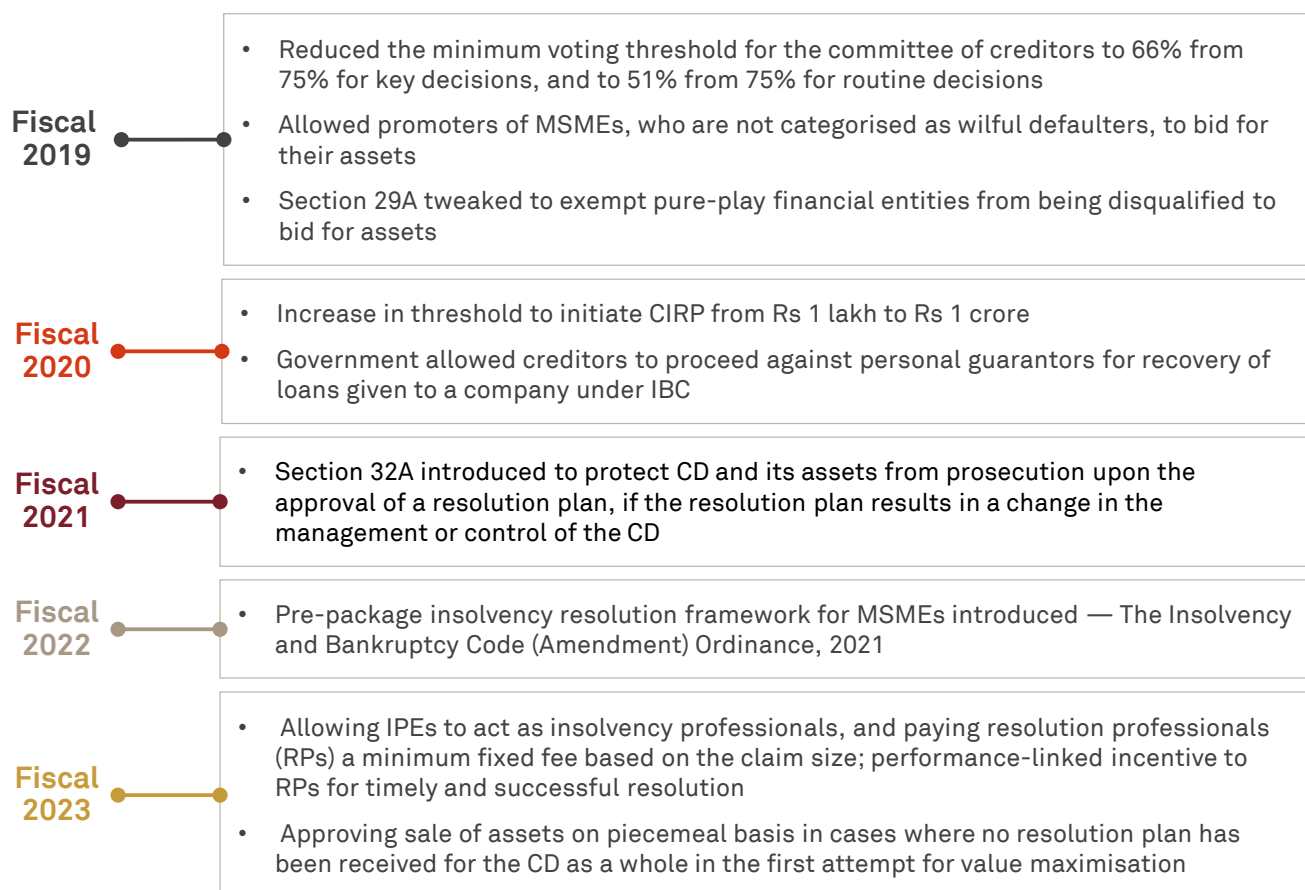 Fiscal
2019
• Reduced the minimum voting threshold for the committee of creditors to 66% from
75% for key decisions, and to 51% from 75% for routine decisions
• Allowed promoters of MSMEs, who are not categorised as wilful defaulters, to bid for
their assets
• Section 29A tweaked to exempt pure-play financial entities from being disqualified to
bid for assets
Fiscal
2020
• Increase in threshold to initiate CIRP from Rs 1 lakh to Rs 1 crore
• Government allowed creditors to proceed against personal guarantors for recovery of
loans given to a company under IBC
Fiscal
2021
• Section 32A introduced to protect CD and its assets from prosecution upon the
approval of a resolution plan, if the resolution plan results in a change in the
management or control of the CD
Fiscal
2022
• Pre-package insolvency resolution framework for MSMEs introduced — The Insolvency
and Bankruptcy Code (Amendment) Ordinance, 2021
Fiscal
2023
• Allowing IPEs to act as insolvency professionals, and paying resolution professionals
(RPs) a minimum fixed fee based on the claim size; performance-linked incentive to
RPs for timely and successful resolution
• Approving sale of assets on piecemeal basis in cases where no resolution plan has
been received for the CD as a whole in the first attempt for value maximisation